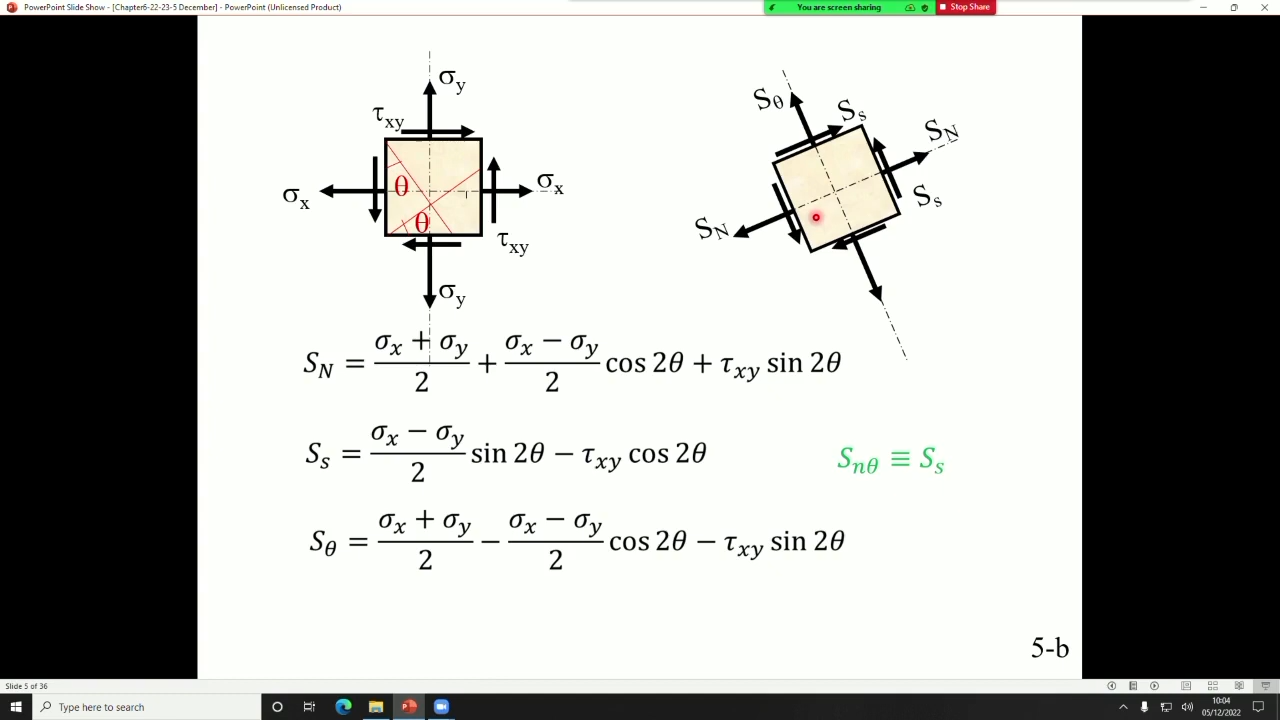 PowerPoint Slide Show - [Chapter6-22-23-5 December] - PowerPoint (Unlicensed Product)
You are screen sharing
Stop Share
σy
τxy
θ
σx
σx
θ
τxy
σy
Sθ
Ss
SN
Ss
SN
S_N = (σ_x + σ_y)/2 + (σ_x − σ_y)/2 cos 2θ + τ_xy sin 2θ
S_s = (σ_x − σ_y)/2 sin 2θ − τ_xy cos 2θ
S_nθ ≡ S_s
S_θ = (σ_x + σ_y)/2 − (σ_x − σ_y)/2 cos 2θ − τ_xy sin 2θ
5-b
Slide 5 of 36
Type here to search
10:04
05/12/2022